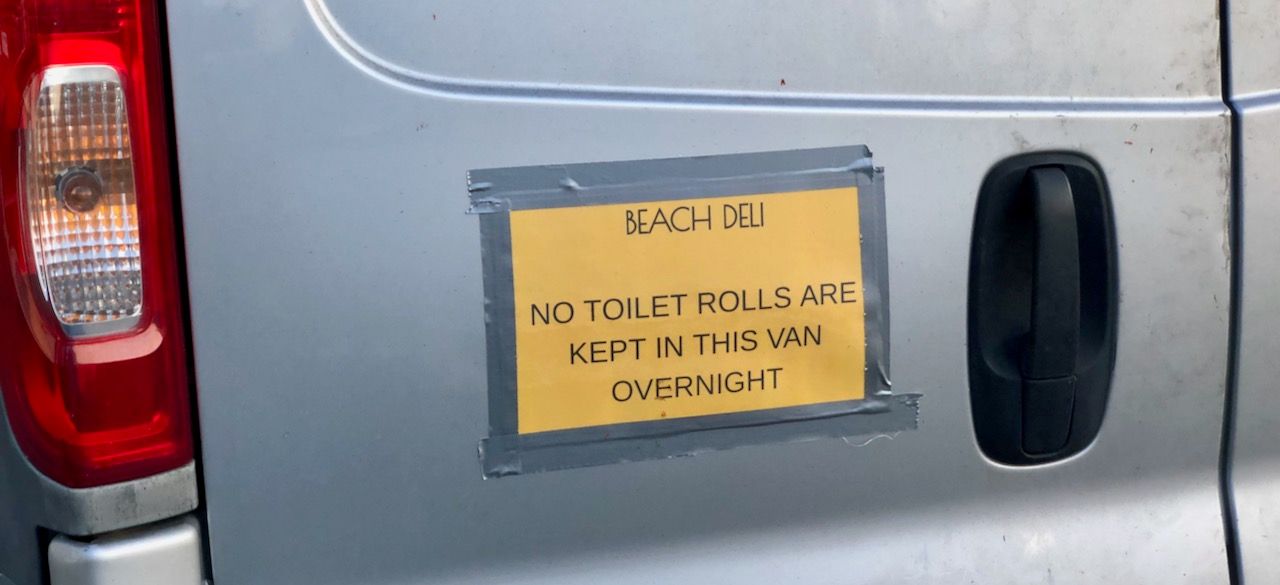 BEACH DELI
NO TOILET ROLLS ARE
KEPT IN THIS VAN
OVERNIGHT